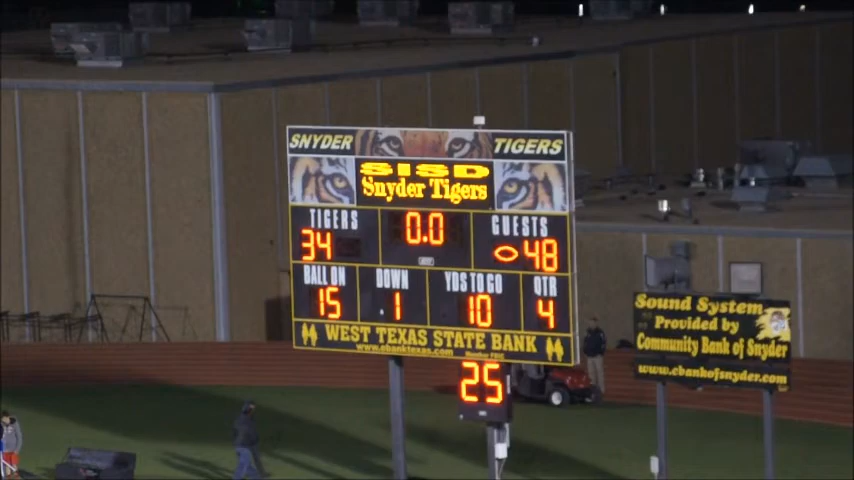 SNYDER TIGERS
SISD
Snyder Tigers
TIGERS GUESTS
34 0.0 48
BALL ON DOWN YDS TO GO QTR
15 1 10 4
WEST TEXAS STATE BANK
www.ebanktexas.com Member FDIC
25
Sound System
Provided by
Community Bank of Snyder
www.cbankofsnyder.com